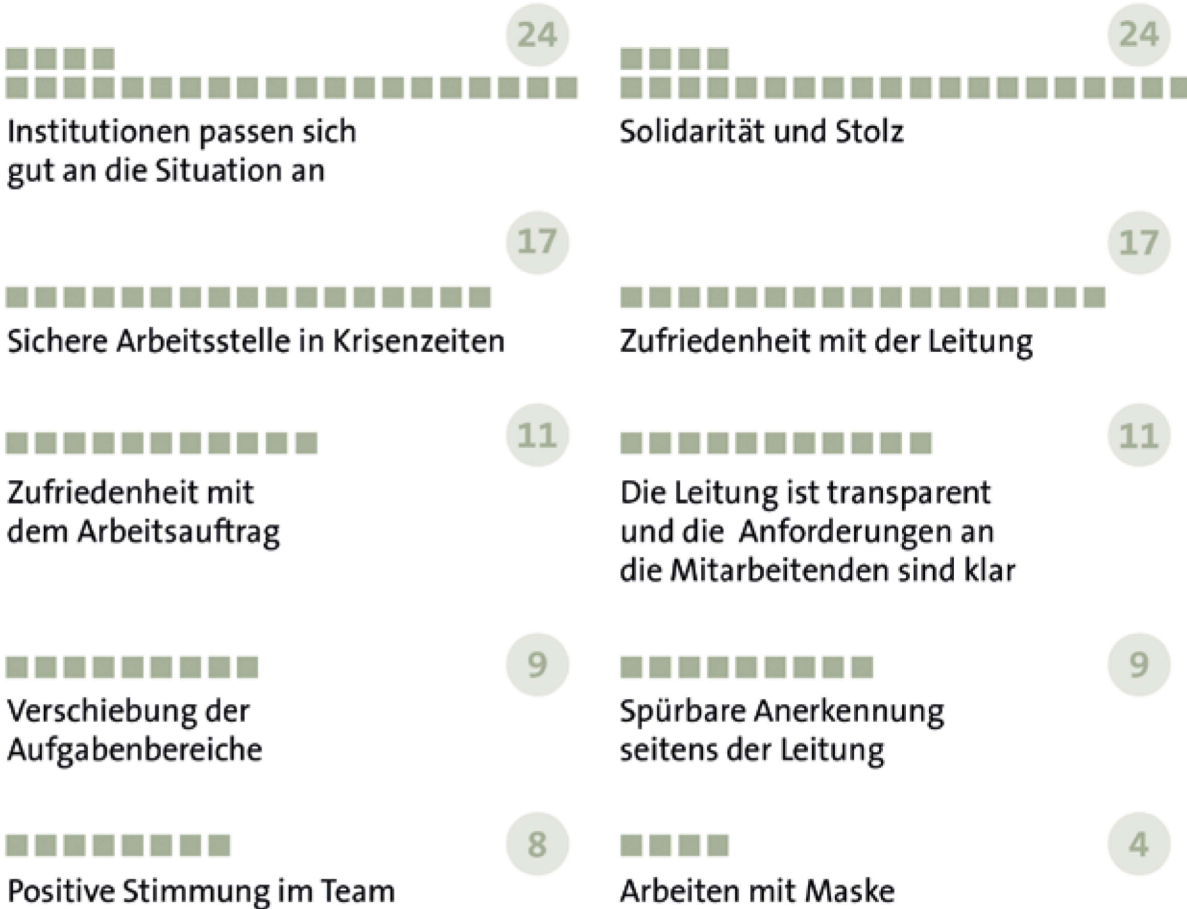 24
Institutionen passen sich
gut an die Situation an
24
Solidarität und Stolz
17
Sichere Arbeitsstelle in Krisenzeiten
17
Zufriedenheit mit der Leitung
11
Zufriedenheit mit
dem Arbeitsauftrag
11
Die Leitung ist transparent
und die Anforderungen an
die Mitarbeitenden sind klar
9
Verschiebung der
Aufgabenbereiche
9
Spürbare Anerkennung
seitens der Leitung
8
Positive Stimmung im Team
4
Arbeiten mit Maske